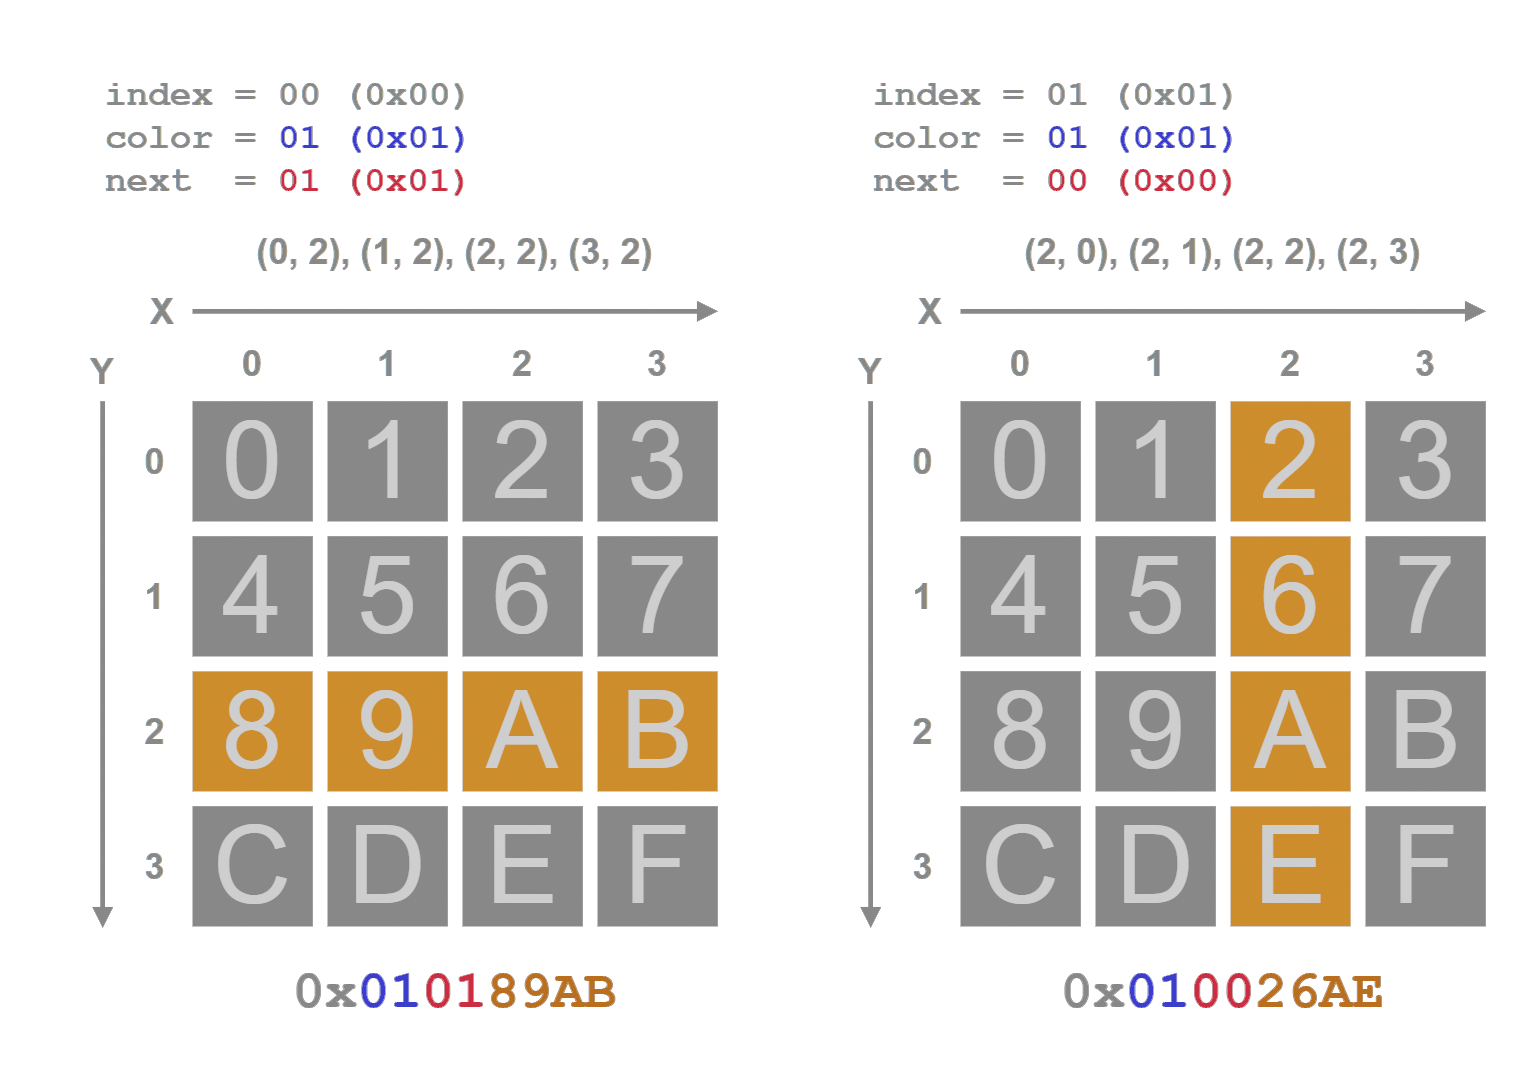 index = 00 (0x00)
color = 01 (0x01)
next  = 01 (0x01)
(0, 2), (1, 2), (2, 2), (3, 2)
X
Y
0 1 2 3
0 0 1 2 3
1 4 5 6 7
2 8 9 A B
3 C D E F
0x010189AB
index = 01 (0x01)
color = 01 (0x01)
next  = 00 (0x00)
(2, 0), (2, 1), (2, 2), (2, 3)
X
Y
0 1 2 3
0 0 1 2 3
1 4 5 6 7
2 8 9 A B
3 C D E F
0x010026AE